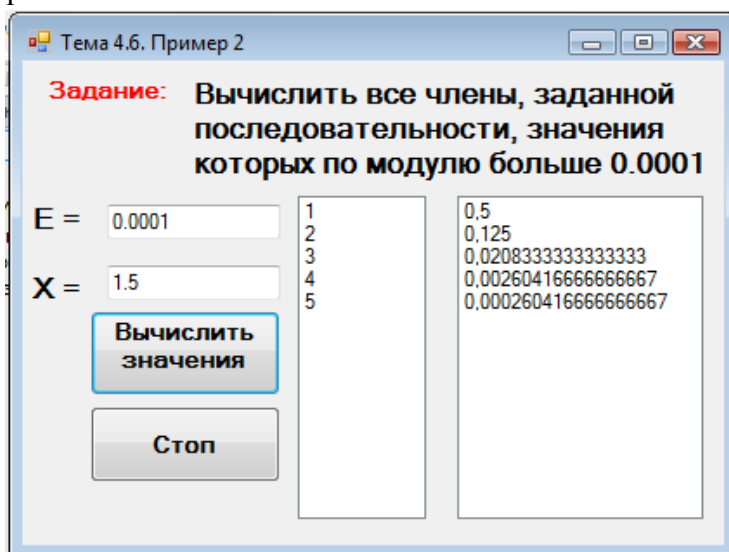 Тема 4.6. Пример 2
Задание:
Вычислить все члены, заданной
последовательности, значения
которых по модулю больше 0.0001
E =
0.0001
X =
1.5
Вычислить
значения
Стоп
1
2
3
4
5
0,5
0,125
0,0208333333333333
0,00260416666666667
0,000260416666666667